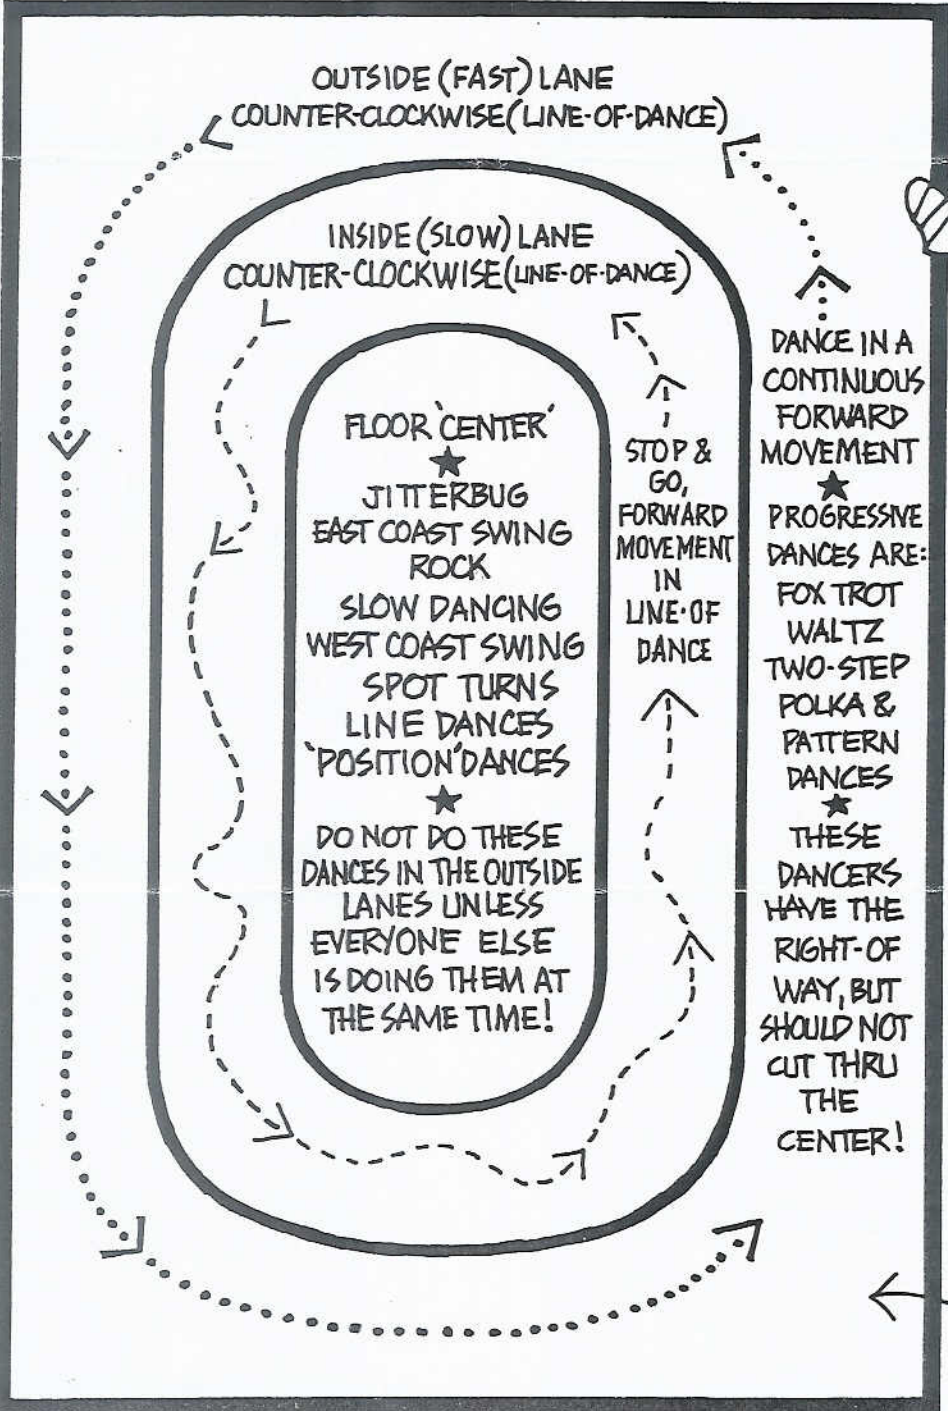 OUTSIDE (FAST) LANE
COUNTER-CLOCKWISE (LINE-OF-DANCE)
INSIDE (SLOW) LANE
COUNTER-CLOCKWISE (LINE-OF-DANCE)
FLOOR 'CENTER'
★
JITTERBUG
EAST COAST SWING
ROCK
SLOW DANCING
WEST COAST SWING
SPOT TURNS
LINE DANCES
'POSITION' DANCES
★
DO NOT DO THESE
DANCES IN THE OUTSIDE
LANES UNLESS
EVERYONE ELSE
IS DOING THEM AT
THE SAME TIME!
STOP &
GO,
FORWARD
MOVEMENT
IN
LINE-OF
DANCE
DANCE IN A
CONTINUOUS
FORWARD
MOVEMENT
★
PROGRESSIVE
DANCES ARE:
FOX TROT
WALTZ
TWO-STEP
POLKA &
PATTERN
DANCES
★
THESE
DANCERS
HAVE THE
RIGHT-OF
WAY, BUT
SHOULD NOT
CUT THRU
THE
CENTER!